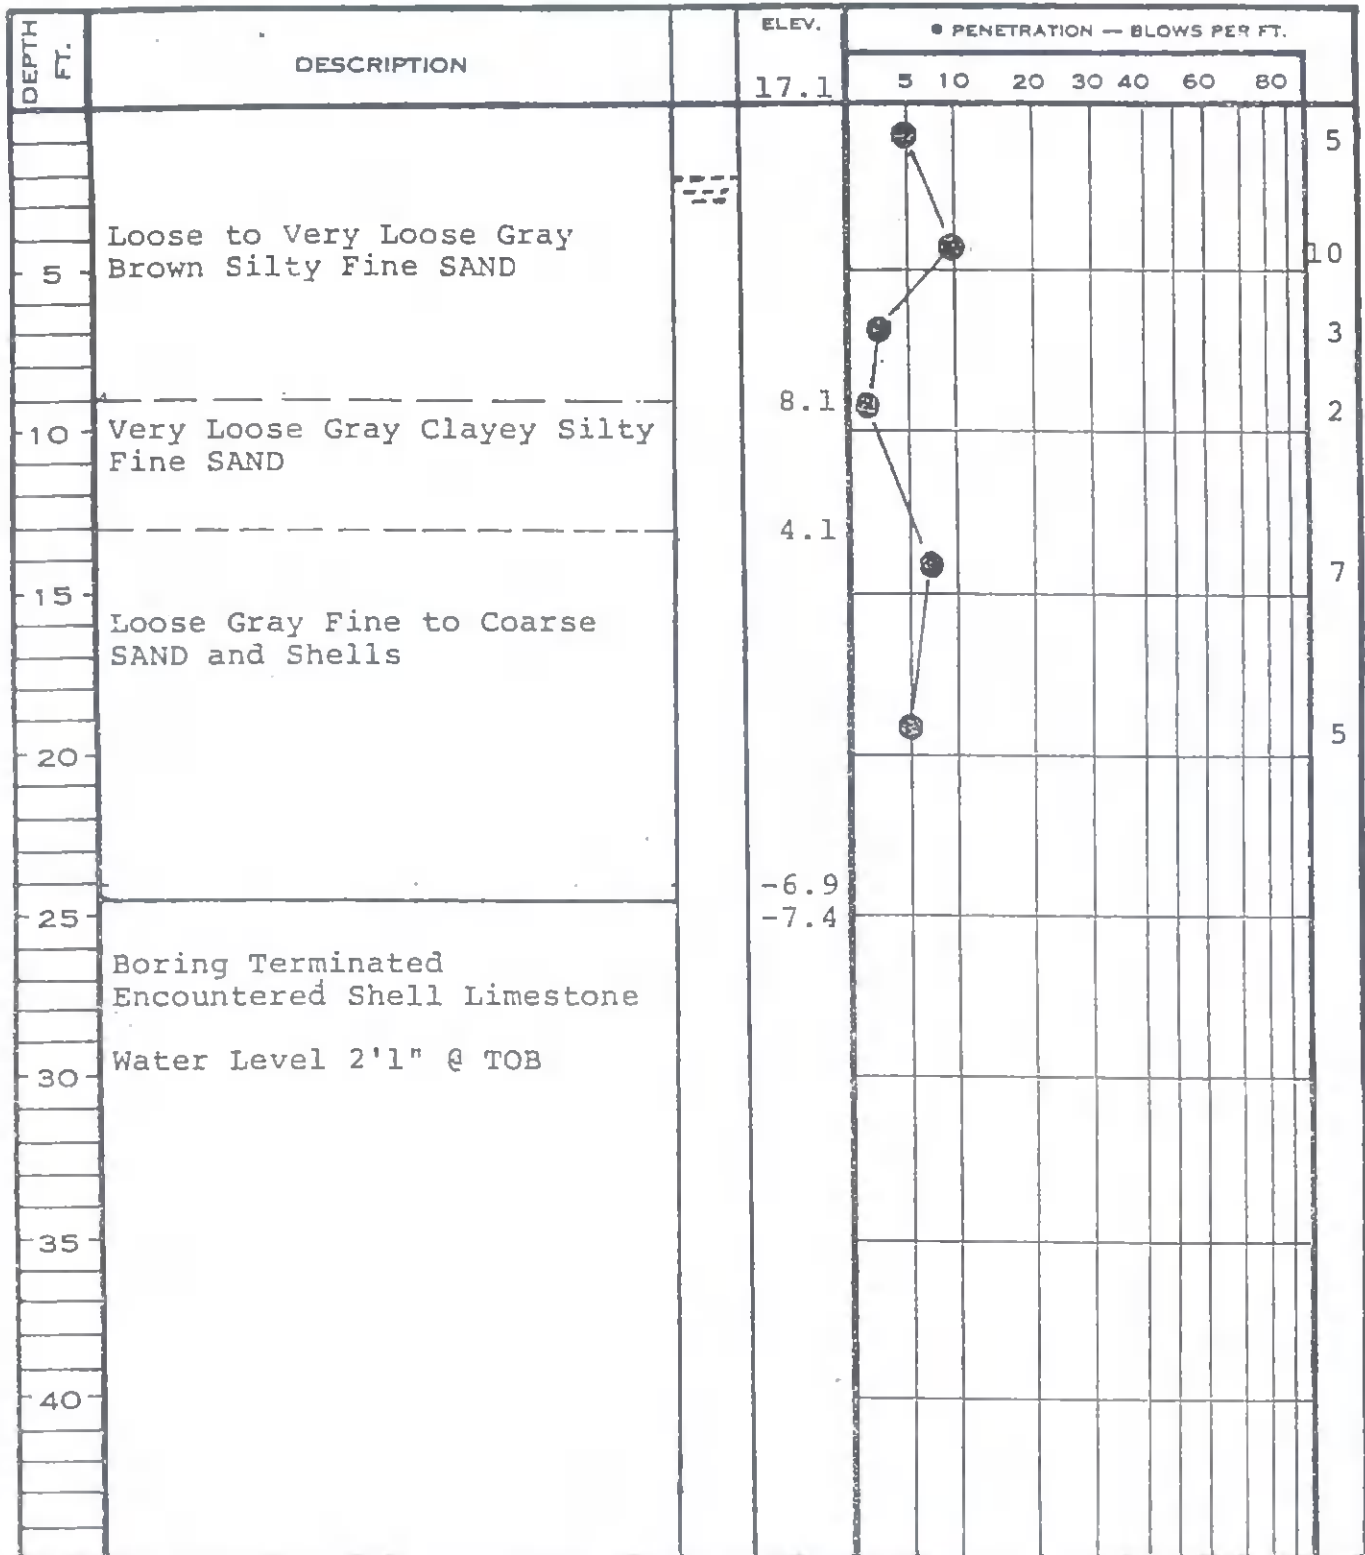 DEPTH FT.
DESCRIPTION
ELEV.
17.1
● PENETRATION — BLOWS PER FT.
5 10 20 30 40 60 80
5
Loose to Very Loose Gray
Brown Silty Fine SAND
5
10
3
8.1
2
10
Very Loose Gray Clayey Silty
Fine SAND
4.1
7
15
Loose Gray Fine to Coarse
SAND and Shells
5
20
-6.9
-7.4
25
Boring Terminated
Encountered Shell Limestone
Water Level 2'1" @ TOB
30
35
40